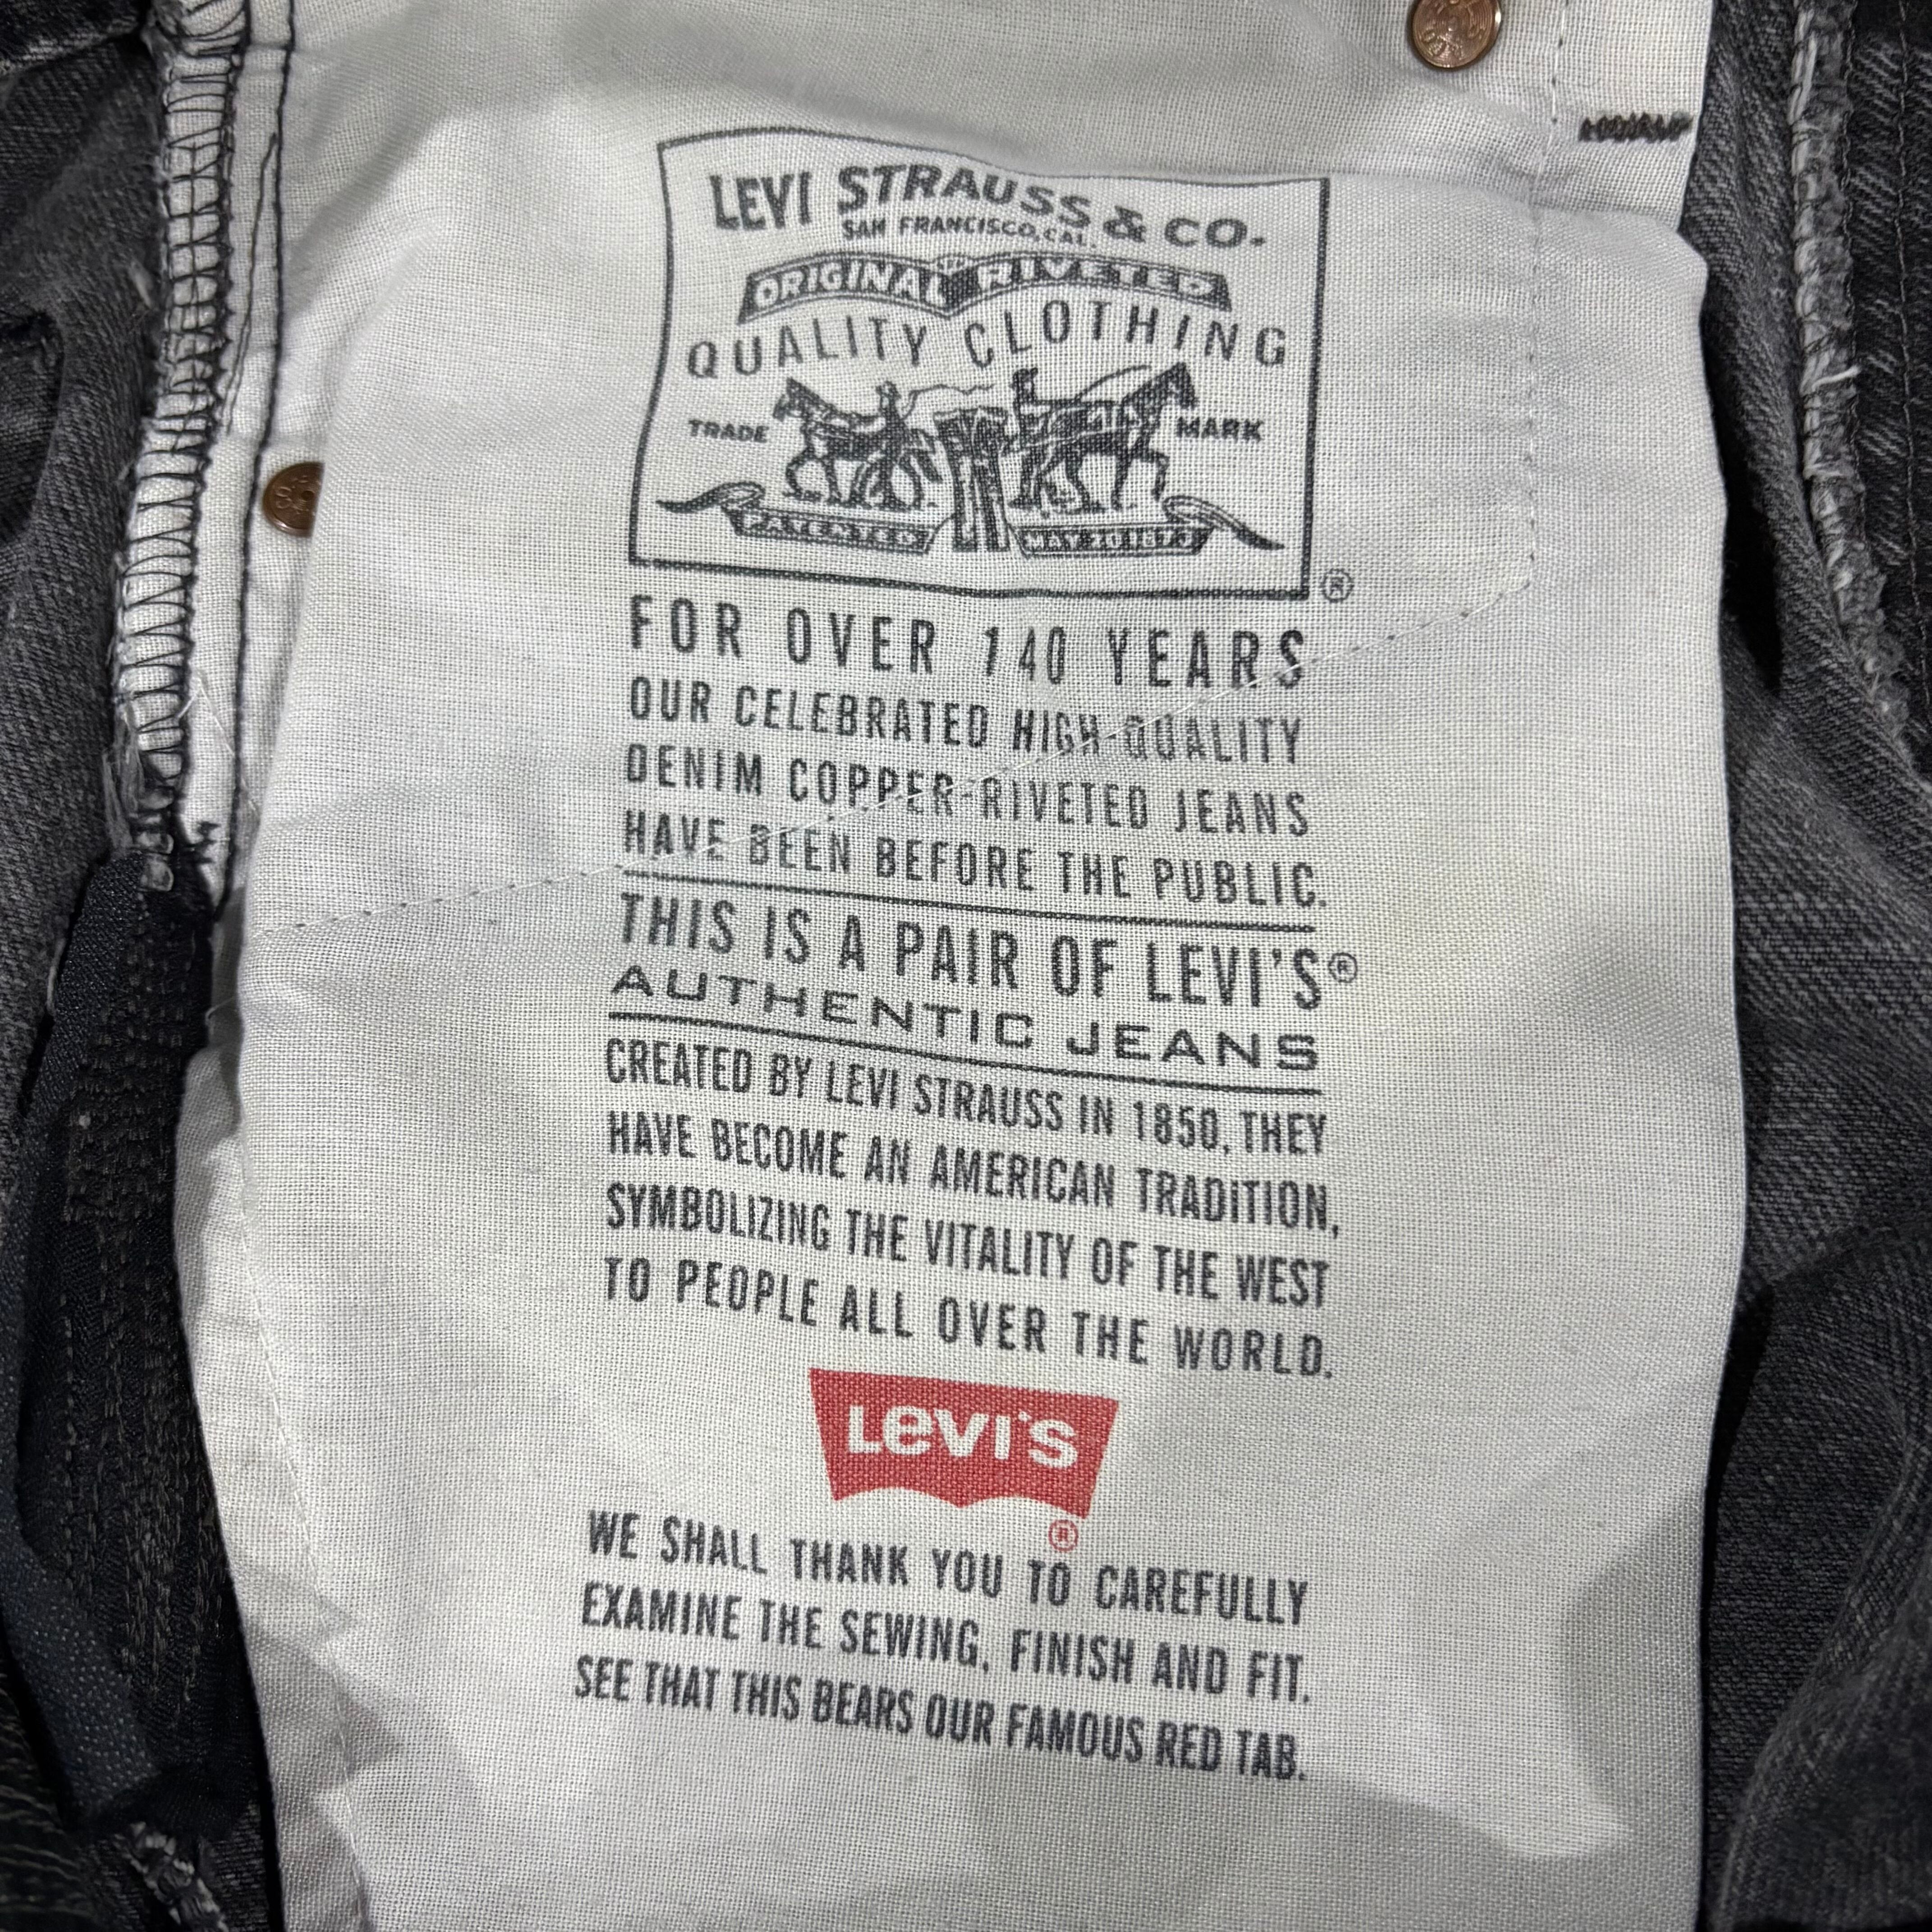 LEVI STRAUSS & CO.
SAN FRANCISCO, CAL.
ORIGINAL RIVETED
QUALITY CLOTHING
TRADE MARK
PATENTED MAY 20 1873
®
FOR OVER 140 YEARS
OUR CELEBRATED HIGH-QUALITY
DENIM COPPER-RIVETED JEANS
HAVE BEEN BEFORE THE PUBLIC.
THIS IS A PAIR OF LEVI'S®
AUTHENTIC JEANS
CREATED BY LEVI STRAUSS IN 1850, THEY
HAVE BECOME AN AMERICAN TRADITION,
SYMBOLIZING THE VITALITY OF THE WEST
TO PEOPLE ALL OVER THE WORLD.
Levi's
®
WE SHALL THANK YOU TO CAREFULLY
EXAMINE THE SEWING, FINISH AND FIT.
SEE THAT THIS BEARS OUR FAMOUS RED TAB.